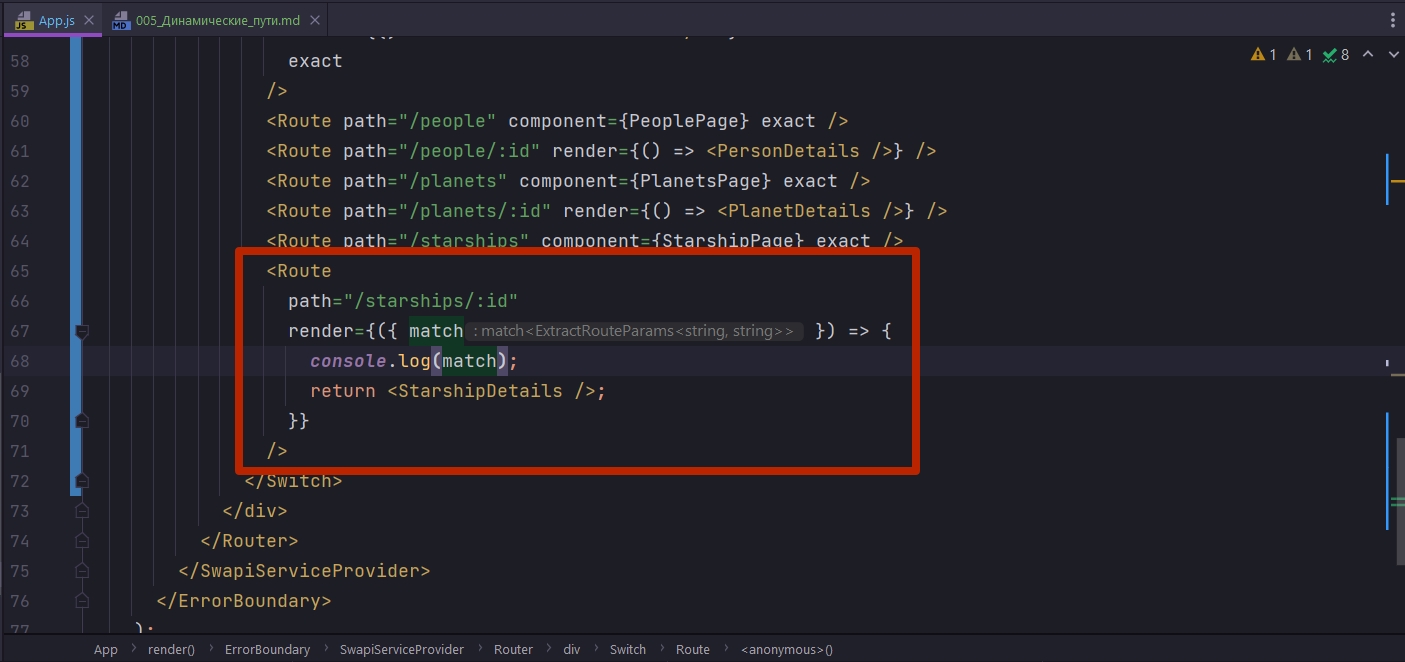 App.js 005_Динамические_пути.md
1 1 8
58 exact
59 />
60 <Route path="/people" component={PeoplePage} exact />
61 <Route path="/people/:id" render={() => <PersonDetails />} />
62 <Route path="/planets" component={PlanetsPage} exact />
63 <Route path="/planets/:id" render={() => <PlanetDetails />} />
64 <Route path="/starships" component={StarshipPage} exact />
65 <Route
66 path="/starships/:id"
67 render={({ match : match<ExtractRouteParams<string, string>> }) => {
68 console.log(match);
69 return <StarshipDetails />;
70 }}
71 />
72 </Switch>
73 </div>
74 </Router>
75 </SwapiServiceProvider>
76 </ErrorBoundary>
77 );
App render() ErrorBoundary SwapiServiceProvider Router div Switch Route <anonymous>()